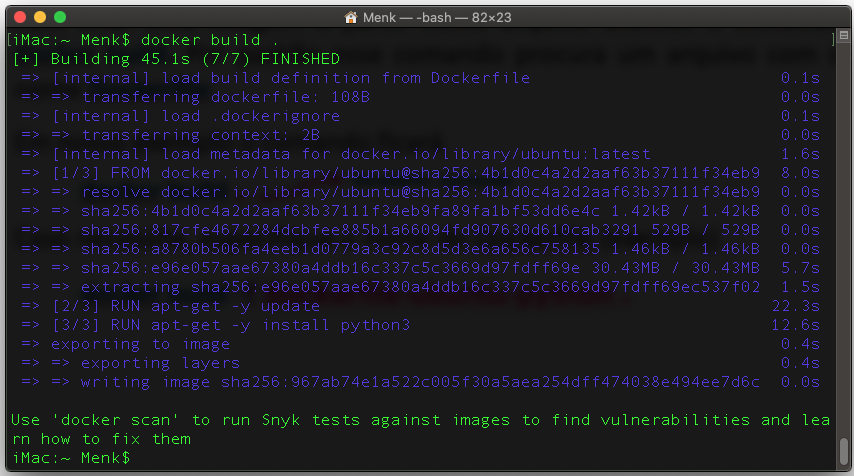 Menk — -bash — 82×23
[iMac:~ Menk$ docker build . ]
[+] Building 45.1s (7/7) FINISHED
=> [internal] load build definition from Dockerfile 0.1s
=> => transferring dockerfile: 108B 0.0s
=> [internal] load .dockerignore 0.1s
=> => transferring context: 2B 0.0s
=> [internal] load metadata for docker.io/library/ubuntu:latest 1.6s
=> [1/3] FROM docker.io/library/ubuntu@sha256:4b1d0c4a2d2aaf63b37111f34eb9 8.0s
=> => resolve docker.io/library/ubuntu@sha256:4b1d0c4a2d2aaf63b37111f34eb9 0.0s
=> => sha256:4b1d0c4a2d2aaf63b37111f34eb9fa89fa1bf53dd6e4c 1.42kB / 1.42kB 0.0s
=> => sha256:817cfe4672284dcbfee885b1a66094fd907630d610cab3291 529B / 529B 0.0s
=> => sha256:a8780b506fa4eeb1d0779a3c92c8d5d3e6a656c758135 1.46kB / 1.46kB 0.0s
=> => sha256:e96e057aae67380a4ddb16c337c5c3669d97fdff69e 30.43MB / 30.43MB 5.7s
=> => extracting sha256:e96e057aae67380a4ddb16c337c5c3669d97fdff69ec537f02 1.5s
=> [2/3] RUN apt-get -y update 22.3s
=> [3/3] RUN apt-get -y install python3 12.6s
=> exporting to image 0.4s
=> => exporting layers 0.4s
=> => writing image sha256:967ab74e1a522c005f30a5aea254dff474038e494ee7d6c 0.0s
Use 'docker scan' to run Snyk tests against images to find vulnerabilities and lea
rn how to fix them
iMac:~ Menk$